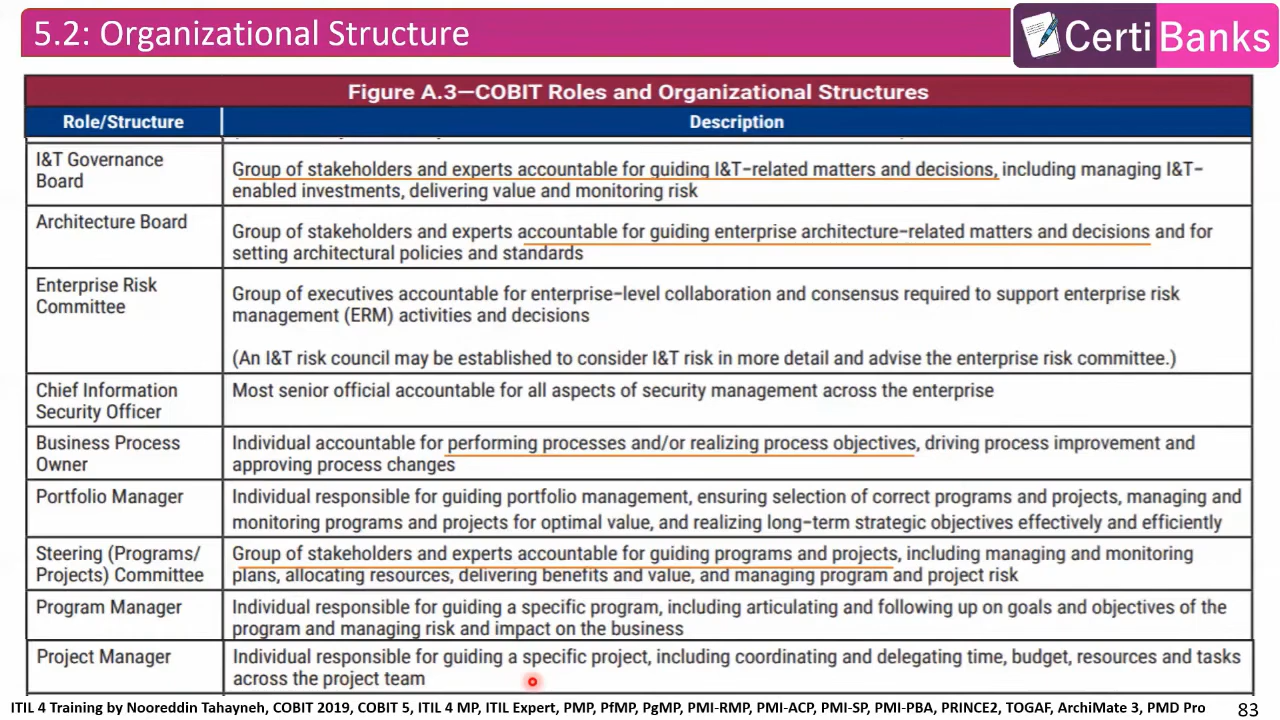 5.2: Organizational Structure
CertiBanks
Figure A.3—COBIT Roles and Organizational Structures
Role/Structure
Description
I&T Governance
Board
Group of stakeholders and experts accountable for guiding I&T-related matters and decisions, including managing I&T-
enabled investments, delivering value and monitoring risk
Architecture Board
Group of stakeholders and experts accountable for guiding enterprise architecture-related matters and decisions and for
setting architectural policies and standards
Enterprise Risk
Committee
Group of executives accountable for enterprise-level collaboration and consensus required to support enterprise risk
management (ERM) activities and decisions
(An I&T risk council may be established to consider I&T risk in more detail and advise the enterprise risk committee.)
Chief Information
Security Officer
Most senior official accountable for all aspects of security management across the enterprise
Business Process
Owner
Individual accountable for performing processes and/or realizing process objectives, driving process improvement and
approving process changes
Portfolio Manager
Individual responsible for guiding portfolio management, ensuring selection of correct programs and projects, managing and
monitoring programs and projects for optimal value, and realizing long-term strategic objectives effectively and efficiently
Steering (Programs/
Projects) Committee
Group of stakeholders and experts accountable for guiding programs and projects, including managing and monitoring
plans, allocating resources, delivering benefits and value, and managing program and project risk
Program Manager
Individual responsible for guiding a specific program, including articulating and following up on goals and objectives of the
program and managing risk and impact on the business
Project Manager
Individual responsible for guiding a specific project, including coordinating and delegating time, budget, resources and tasks
across the project team
ITIL 4 Training by Nooreddin Tahayneh, COBIT 2019, COBIT 5, ITIL 4 MP, ITIL Expert, PMP, PfMP, PgMP, PMI-RMP, PMI-ACP, PMI-SP, PMI-PBA, PRINCE2, TOGAF, ArchiMate 3, PMD Pro
83